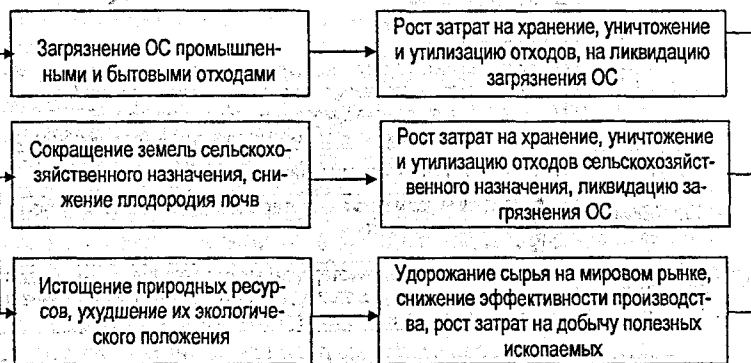 Загрязнение ОС промышлен-
ными и бытовыми отходами
Рост затрат на хранение, уничтожение
и утилизацию отходов, на ликвидацию
загрязнения ОС
Сокращение земель сельскохо-
зяйственного назначения, сни-
жение плодородия почв
Рост затрат на хранение, уничтожение
и утилизацию отходов сельскохозяйст-
венного назначения, ликвидацию за-
грязнения ОС
Истощение природных ресур-
сов, ухудшение их экологиче-
ского положения
Удорожание сырья на мировом рынке,
снижение эффективности производст-
ва, рост затрат на добычу полезных
ископаемых